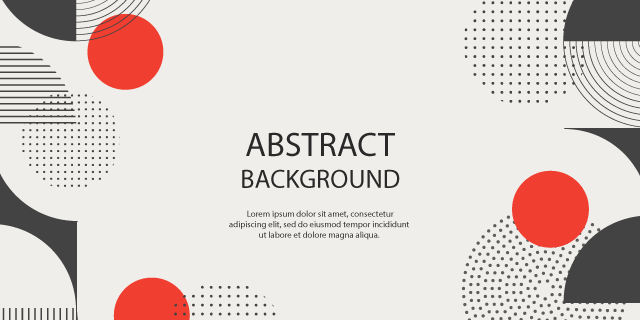 ABSTRACT
BACKGROUND
Lorem ipsum dolor sit amet, consectetur
adipiscing elit, sed do eiusmod tempor incididunt
ut labore et dolore magna aliqua.